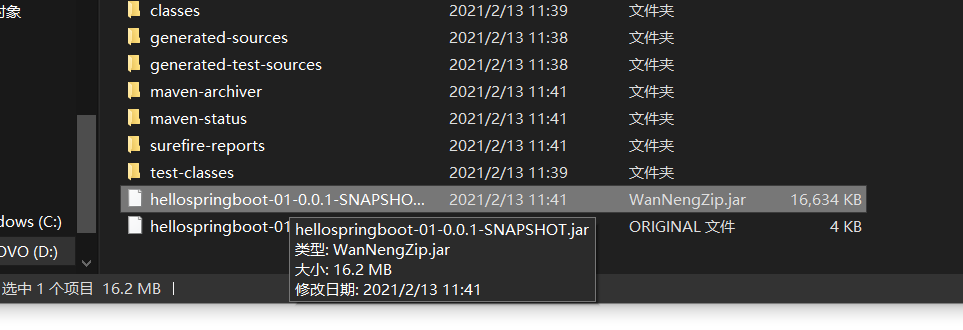 对象
classes 2021/2/13 11:39 文件夹
generated-sources 2021/2/13 11:38 文件夹
generated-test-sources 2021/2/13 11:38 文件夹
maven-archiver 2021/2/13 11:41 文件夹
maven-status 2021/2/13 11:41 文件夹
surefire-reports 2021/2/13 11:41 文件夹
test-classes 2021/2/13 11:39 文件夹
hellospringboot-01-0.0.1-SNAPSHO... 2021/2/13 11:41 WanNengZip.jar 16,634 KB
dows (C:)
hellospringboot-01 ORIGINAL 文件 4 KB
hellospringboot-01-0.0.1-SNAPSHOT.jar
类型: WanNengZip.jar
大小: 16.2 MB
修改日期: 2021/2/13 11:41
OVO (D:)
选中 1 个项目 16.2 MB